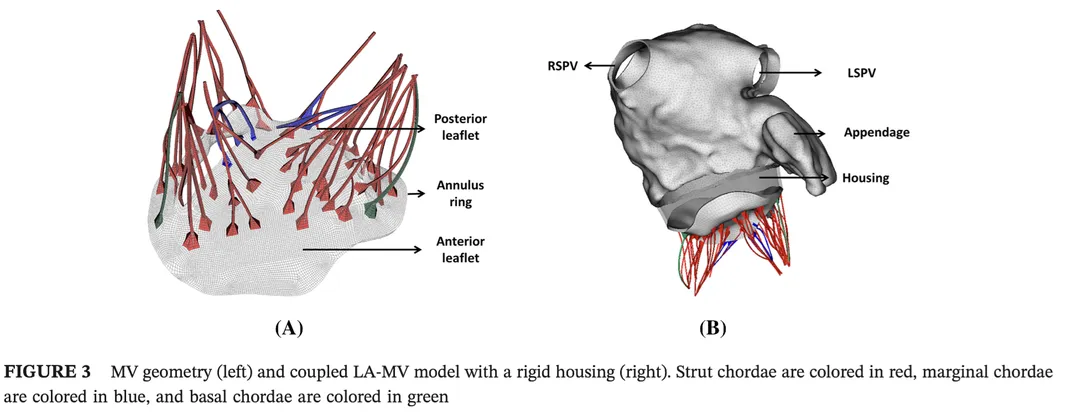 Posterior
leaflet
Annulus
ring
Anterior
leaflet
(A)
RSPV
LSPV
Appendage
Housing
(B)
FIGURE 3 MV geometry (left) and coupled LA-MV model with a rigid housing (right). Strut chordae are colored in red, marginal chordae
are colored in blue, and basal chordae are colored in green